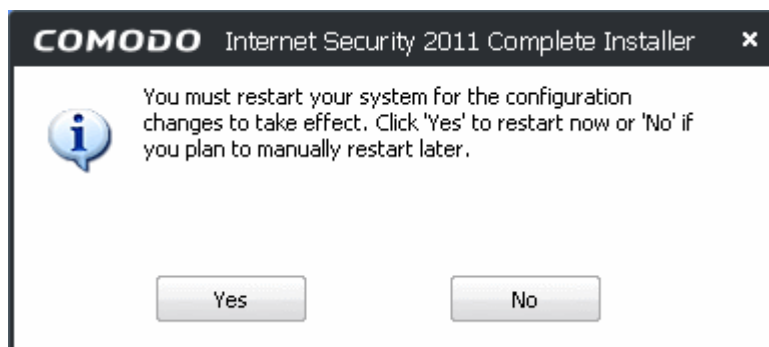 COMODO Internet Security 2011 Complete Installer x
You must restart your system for the configuration
changes to take effect. Click 'Yes' to restart now or 'No' if
you plan to manually restart later.
Yes No